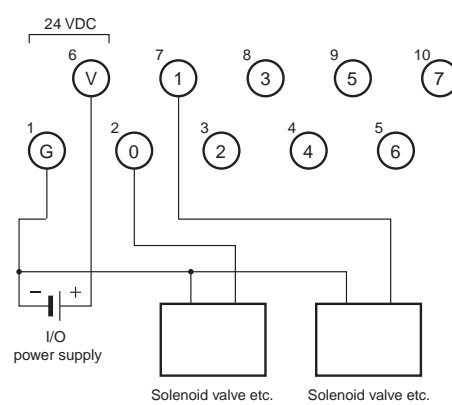 24 VDC
6 7 8 9 10
V 1 3 5 7
1 2 3 4 5
G 0 2 4 6
− +
I/O
power supply
Solenoid valve etc. Solenoid valve etc.